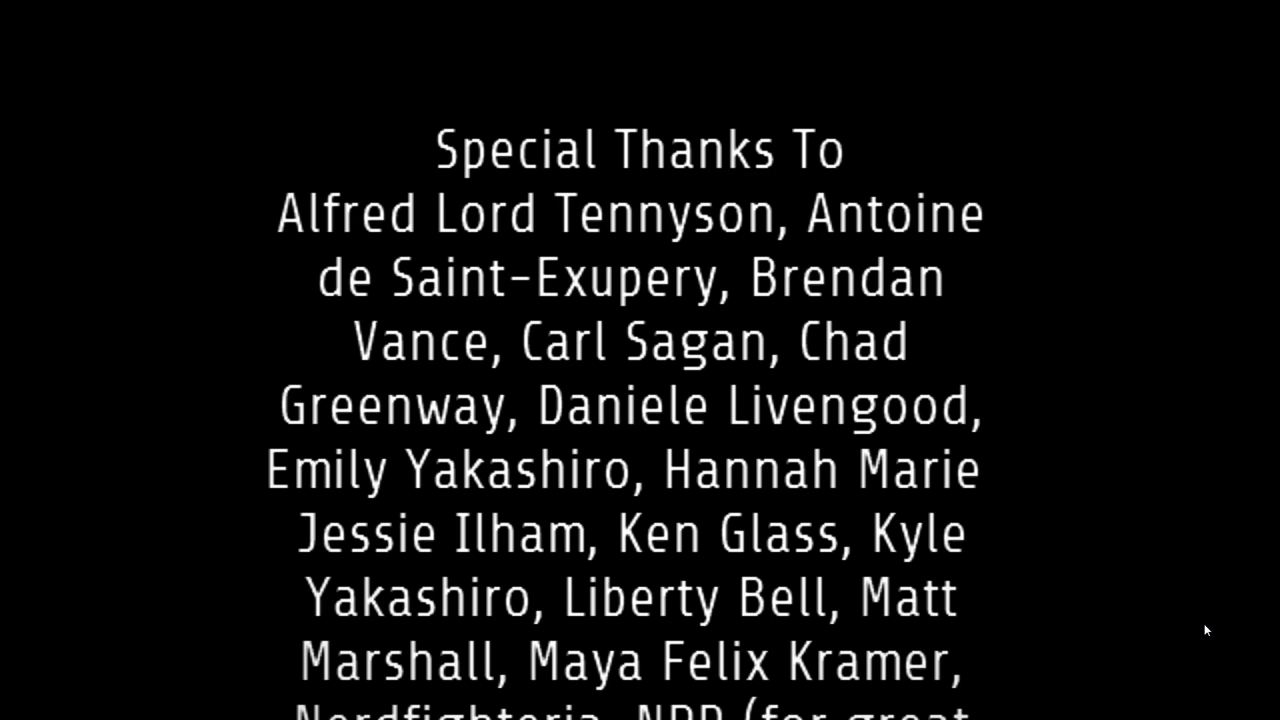 Special Thanks To
Alfred Lord Tennyson, Antoine
de Saint-Exupery, Brendan
Vance, Carl Sagan, Chad
Greenway, Daniele Livengood,
Emily Yakashiro, Hannah Marie
Jessie Ilham, Ken Glass, Kyle
Yakashiro, Liberty Bell, Matt
Marshall, Maya Felix Kramer,
Nerdfighteria, NPR (for great